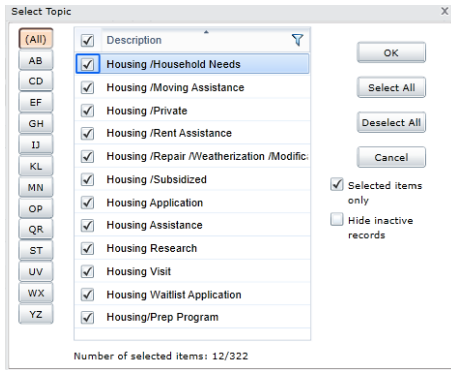 Select Topic X
(All)
AB
CD
EF
GH
IJ
KL
MN
OP
QR
ST
UV
WX
YZ
Description
Housing /Household Needs
Housing /Moving Assistance
Housing /Private
Housing /Rent Assistance
Housing /Repair /Weatherization /Modific
Housing /Subsidized
Housing Application
Housing Assistance
Housing Research
Housing Visit
Housing Waitlist Application
Housing/Prep Program
Number of selected items: 12/322
OK
Select All
Deselect All
Cancel
Selected items
only
Hide inactive
records